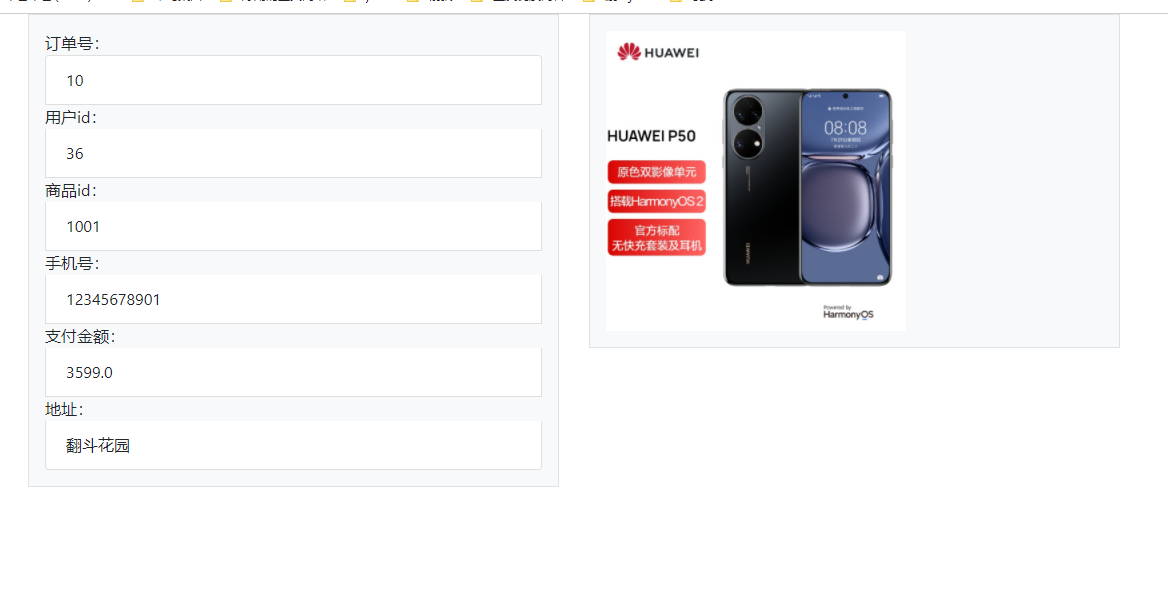 订单号：
10
用户id：
36
商品id：
1001
手机号：
12345678901
支付金额：
3599.0
地址：
翻斗花园
HUAWEI
HUAWEI P50
原色双影像单元
搭载HarmonyOS 2
官方标配
无快充套装及耳机
08:08
HUAWEI
Powered by
HarmonyOS